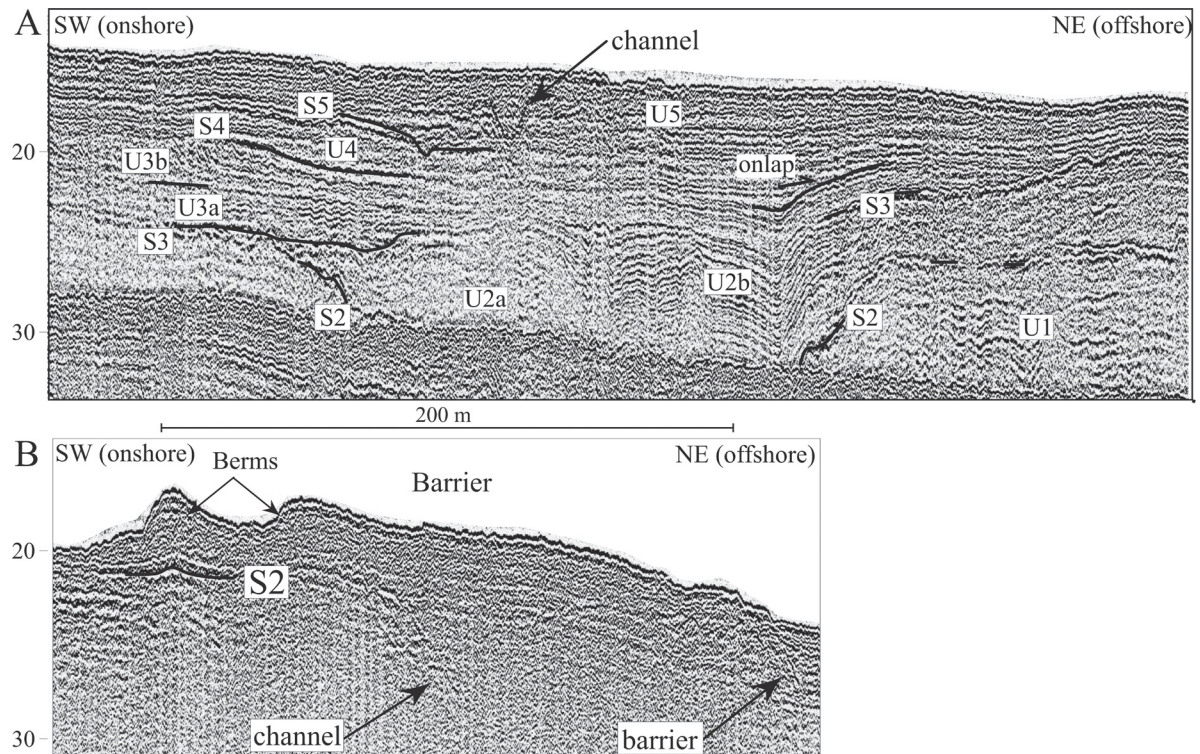 A
SW (onshore)
NE (offshore)
channel
S5
U5
S4
U4
20
U3b
onlap
U3a
S3
S3
U2b
U2a
S2
S2
30
U1
200 m
B
SW (onshore)
Berms
Barrier
NE (offshore)
20
S2
channel
barrier
30